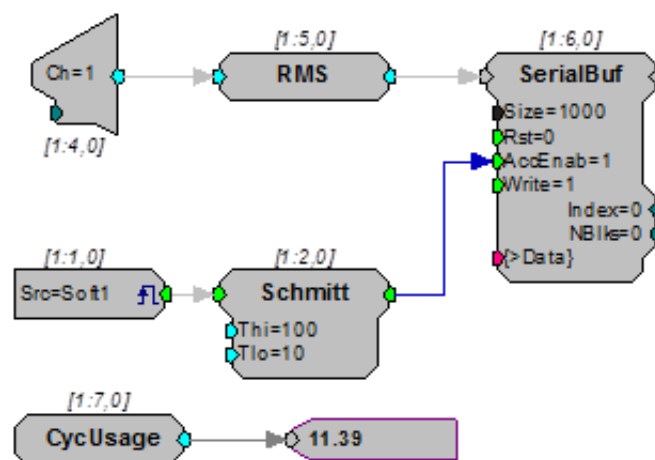 [1:4,0]
Ch=1
[1:5,0]
RMS
[1:6,0]
SerialBuf
Size=1000
Rst=0
AccEnab=1
Write=1
Index=0
NBlks=0
{>Data}
[1:1,0]
Src=Soft1
[1:2,0]
Schmitt
Thi=100
Tlo=10
[1:7,0]
CycUsage
11.39